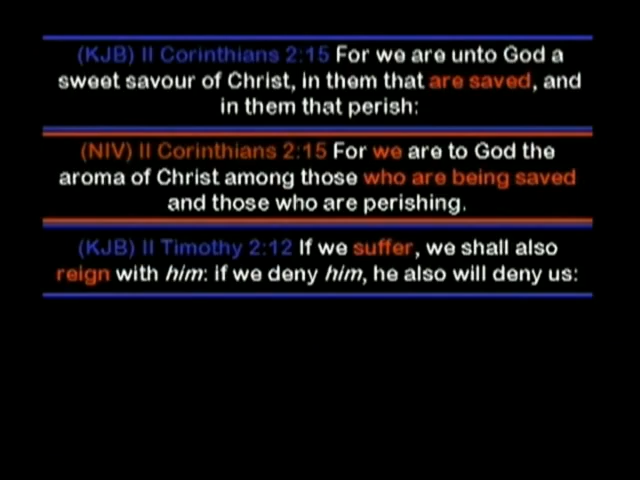 (KJB) II Corinthians 2:15 For we are unto God a
sweet savour of Christ, in them that are saved, and
in them that perish:
(NIV) II Corinthians 2:15 For we are to God the
aroma of Christ among those who are being saved
and those who are perishing.
(KJB) II Timothy 2:12 If we suffer, we shall also
reign with him: if we deny him, he also will deny us: